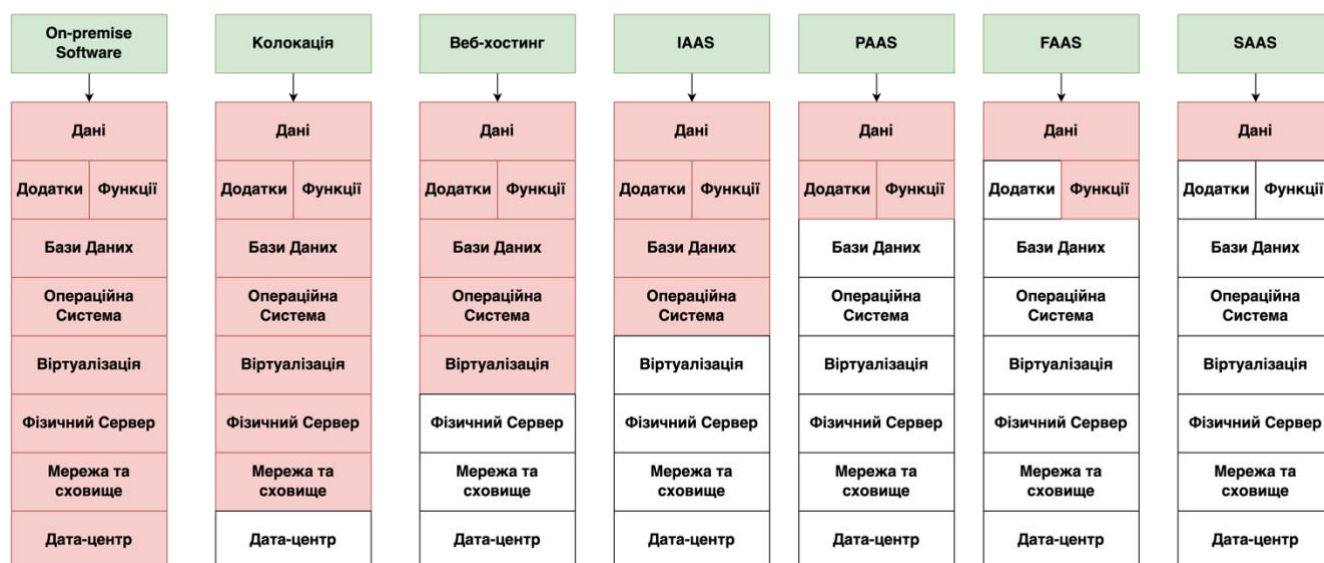 On-premise
Software
Колокація
Веб-хостинг
IAAS
PAAS
FAAS
SAAS
Дані
Дані
Дані
Дані
Дані
Дані
Дані
Додатки Функції
Додатки Функції
Додатки Функції
Додатки Функції
Додатки Функції
Додатки Функції
Додатки Функції
Бази Даних
Бази Даних
Бази Даних
Бази Даних
Бази Даних
Бази Даних
Бази Даних
Операційна
Система
Операційна
Система
Операційна
Система
Операційна
Система
Операційна
Система
Операційна
Система
Операційна
Система
Віртуалізація
Віртуалізація
Віртуалізація
Віртуалізація
Віртуалізація
Віртуалізація
Віртуалізація
Фізичний Сервер
Фізичний Сервер
Фізичний Сервер
Фізичний Сервер
Фізичний Сервер
Фізичний Сервер
Фізичний Сервер
Мережа та
сховище
Мережа та
сховище
Мережа та
сховище
Мережа та
сховище
Мережа та
сховище
Мережа та
сховище
Мережа та
сховище
Дата-центр
Дата-центр
Дата-центр
Дата-центр
Дата-центр
Дата-центр
Дата-центр